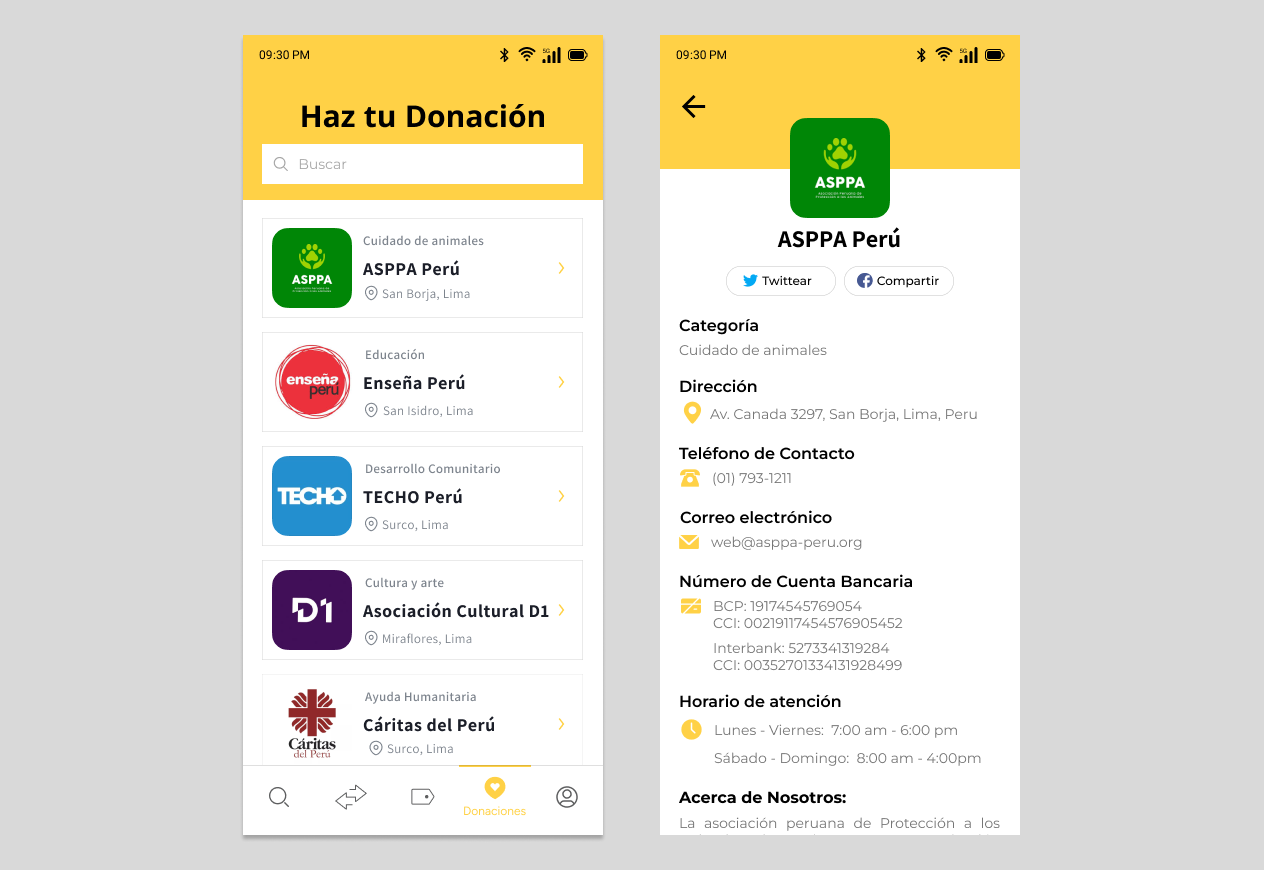 09:30 PM
5G
Haz tu Donación
Buscar
ASPPA
Cuidado de animales
ASPPA Perú
San Borja, Lima
enseña
perú
Educación
Enseña Perú
San Isidro, Lima
TECHO
Desarrollo Comunitario
TECHO Perú
Surco, Lima
D1
Cultura y arte
Asociación Cultural D1
Miraflores, Lima
Cáritas
del Perú
Ayuda Humanitaria
Cáritas del Perú
Surco, Lima
Donaciones
09:30 PM
5G
ASPPA
ASPPA Perú
Twittear
Compartir
Categoría
Cuidado de animales
Dirección
Av. Canada 3297, San Borja, Lima, Peru
Teléfono de Contacto
(01) 793-1211
Correo electrónico
web@asppa-peru.org
Número de Cuenta Bancaria
BCP: 19174545769054
CCI: 00219117454576905452
Interbank: 5273341319284
CCI: 00352701334131928499
Horario de atención
Lunes - Viernes: 7:00 am - 6:00 pm
Sábado - Domingo: 8:00 am - 4:00pm
Acerca de Nosotros:
La asociación peruana de Protección a los